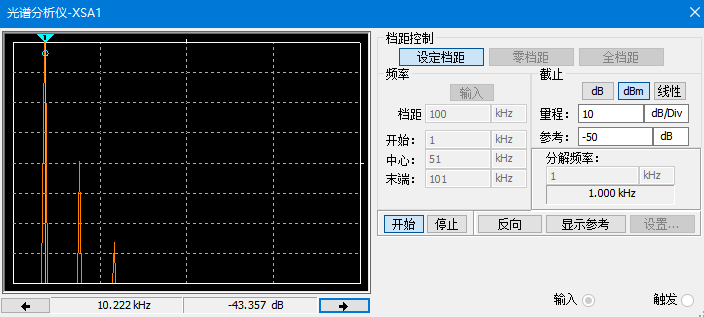 光谱分析仪-XSA1
档距控制
设定档距 零档距 全档距
频率
输入
档距 100 kHz
开始: 1 kHz
中心: 51 kHz
末端: 101 kHz
截止
dB dBm 线性
量程: 10 dB/Div
参考: -50 dB
分解频率:
1 kHz
1.000 kHz
开始 停止 反向 显示参考 设置...
10.222 kHz -43.357 dB
输入 触发